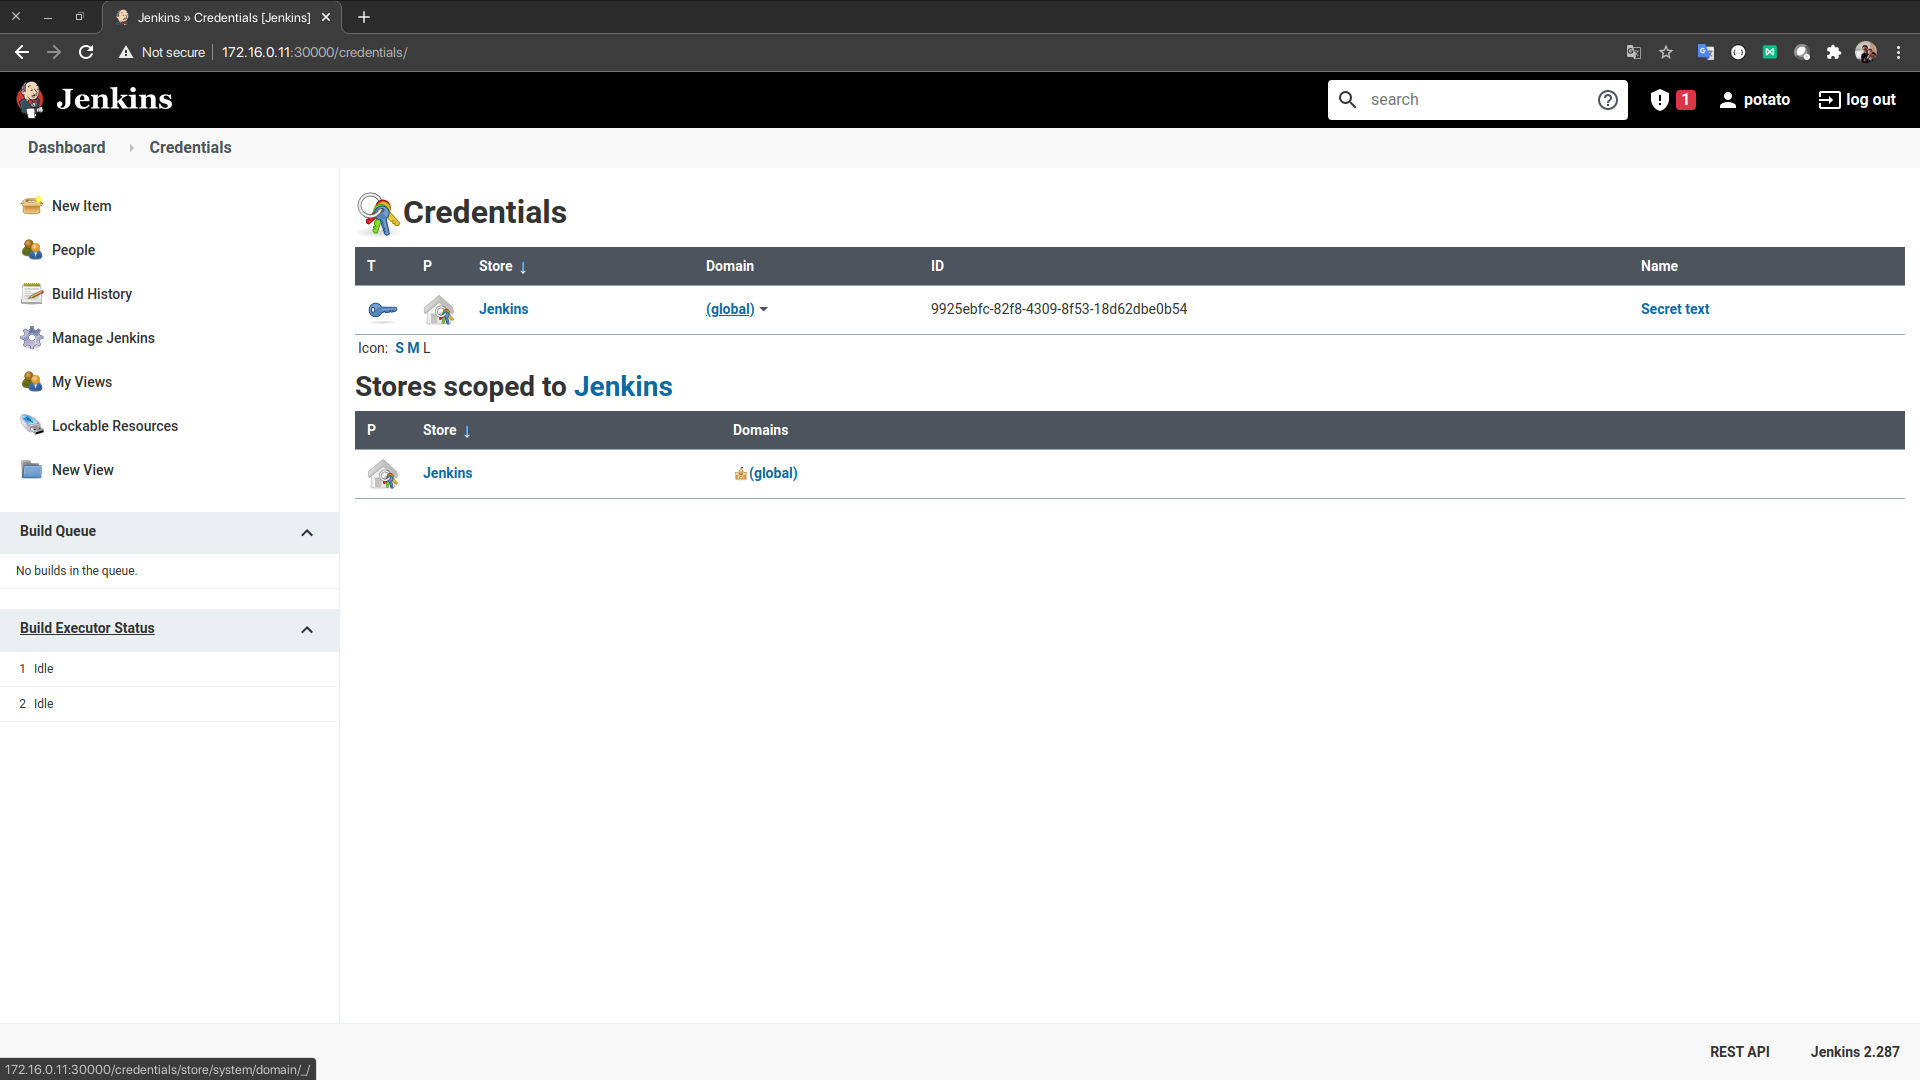 Jenkins » Credentials [Jenkins]
Not secure 172.16.0.11:30000/credentials/
Jenkins
search
1
potato
log out
Dashboard
Credentials
New Item
People
Build History
Manage Jenkins
My Views
Lockable Resources
New View
Build Queue
No builds in the queue.
Build Executor Status
1 Idle
2 Idle
Credentials
T P Store ↓ Domain ID Name
Jenkins (global) 9925ebfc-82f8-4309-8f53-18d62dbe0b54 Secret text
Icon: S M L
Stores scoped to Jenkins
P Store ↓ Domains
Jenkins (global)
REST API Jenkins 2.287
172.16.0.11:30000/credentials/store/system/domain/_/